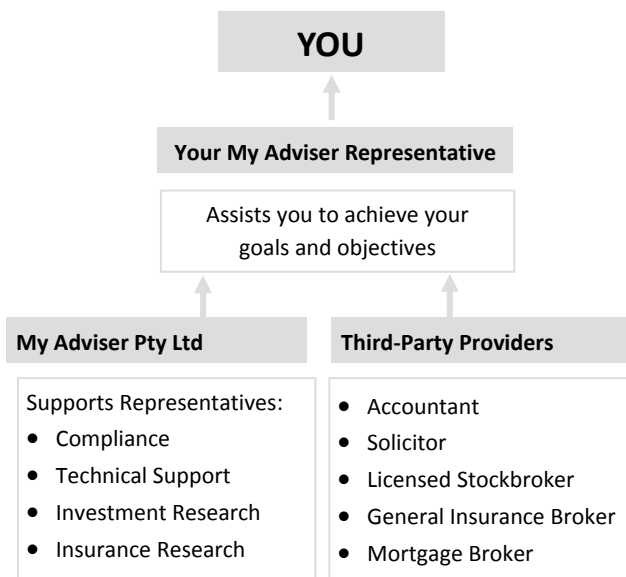 YOU
Your My Adviser Representative
Assists you to achieve your
goals and objectives
My Adviser Pty Ltd
Supports Representatives:
• Compliance
• Technical Support
• Investment Research
• Insurance Research
Third-Party Providers
• Accountant
• Solicitor
• Licensed Stockbroker
• General Insurance Broker
• Mortgage Broker